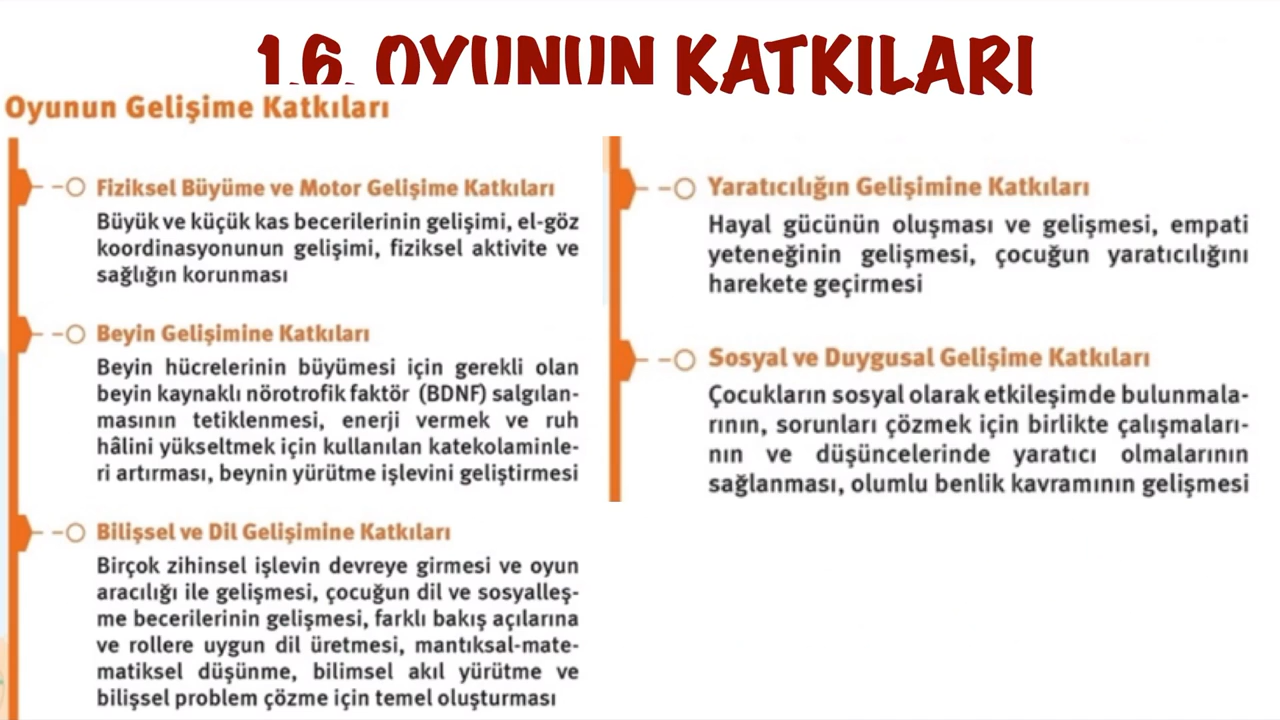 1.6. OYUNUN KATKILARI
Oyunun Gelişime Katkıları
Fiziksel Büyüme ve Motor Gelişime Katkıları
Büyük ve küçük kas becerilerinin gelişimi, el-göz
koordinasyonunun gelişimi, fiziksel aktivite ve
sağlığın korunması
Beyin Gelişimine Katkıları
Beyin hücrelerinin büyümesi için gerekli olan
beyin kaynaklı nörotrofik faktör (BDNF) salgılan-
masının tetiklenmesi, enerji vermek ve ruh
hâlini yükseltmek için kullanılan katekolaminle-
ri artırması, beynin yürütme işlevini geliştirmesi
Bilişsel ve Dil Gelişimine Katkıları
Birçok zihinsel işlevin devreye girmesi ve oyun
aracılığı ile gelişmesi, çocuğun dil ve sosyalleş-
me becerilerinin gelişmesi, farklı bakış açılarına
ve rollere uygun dil üretmesi, mantıksal-mate-
matiksel düşünme, bilimsel akıl yürütme ve
bilişsel problem çözme için temel oluşturması
Yaratıcılığın Gelişimine Katkıları
Hayal gücünün oluşması ve gelişmesi, empati
yeteneğinin gelişmesi, çocuğun yaratıcılığını
harekete geçirmesi
Sosyal ve Duygusal Gelişime Katkıları
Çocukların sosyal olarak etkileşimde bulunmala-
rının, sorunları çözmek için birlikte çalışmaları-
nın ve düşüncelerinde yaratıcı olmalarının
sağlanması, olumlu benlik kavramının gelişmesi